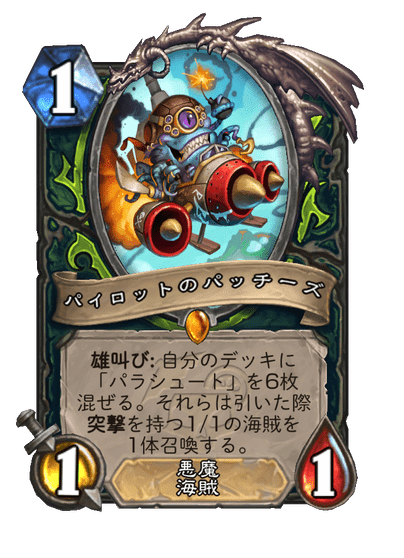 1
パイロットのパッチーズ
雄叫び: 自分のデッキに
「パラシュート」を6枚
混ぜる。それらは引いた際
突撃を持つ1/1の海賊を
1体召喚する。
1
悪魔
海賊
1